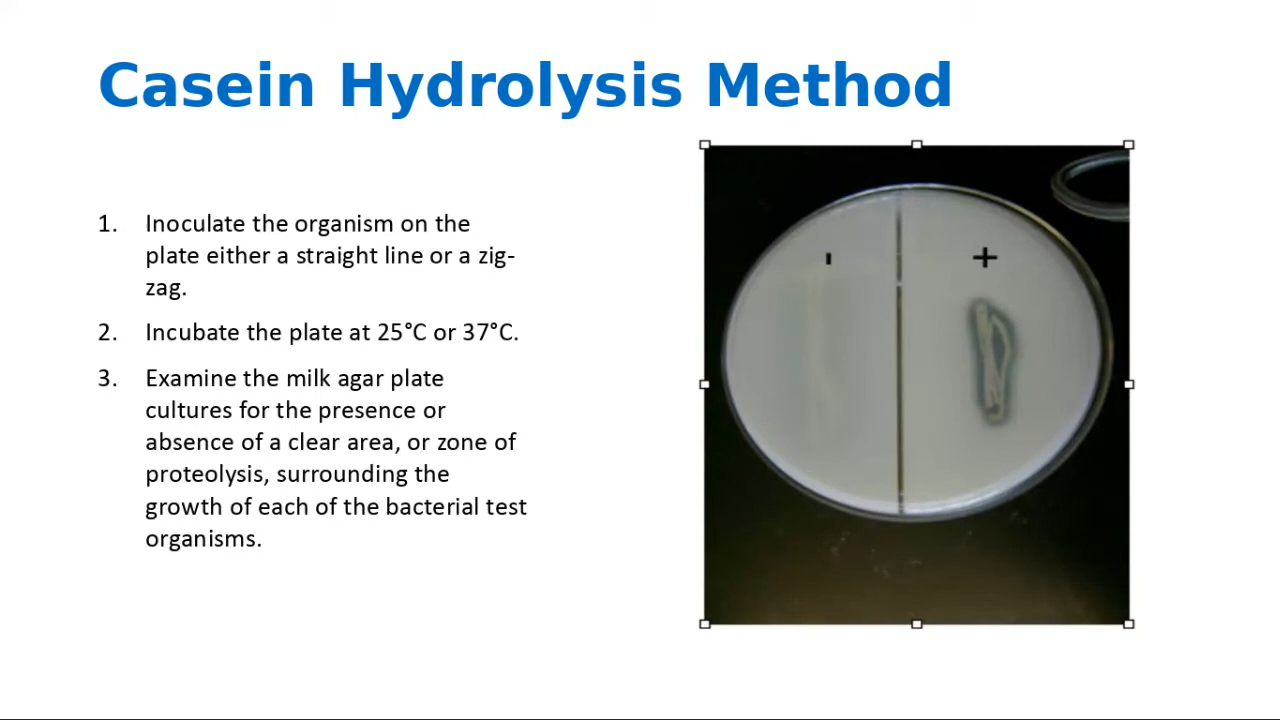 Casein Hydrolysis Method
1. Inoculate the organism on the
plate either a straight line or a zig-
zag.
2. Incubate the plate at 25°C or 37°C.
3. Examine the milk agar plate
cultures for the presence or
absence of a clear area, or zone of
proteolysis, surrounding the
growth of each of the bacterial test
organisms.
- +